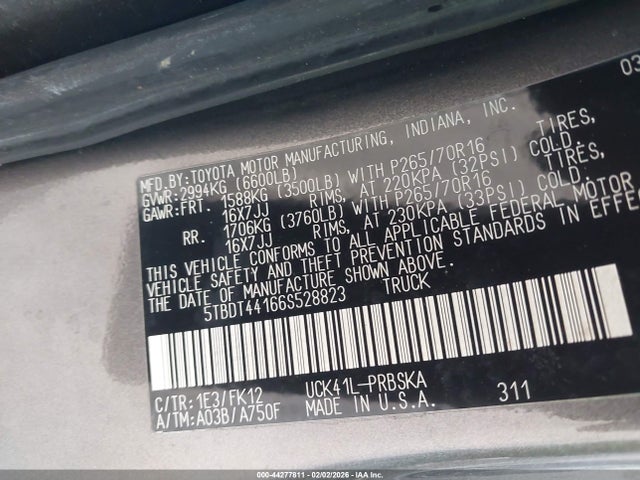 03
MFD.BY:TOYOTA MOTOR MANUFACTURING, INDIANA, INC.
GVWR:2994KG (6600LB)
GAWR:FRT. 1588KG (3500LB) WITH P265/70R16 TIRES,
16X7JJ RIMS, AT 220KPA (32PSI) COLD.
RR. 1706KG (3760LB) WITH P265/70R16 TIRES,
16X7JJ RIMS, AT 230KPA (33PSI) COLD.
THIS VEHICLE CONFORMS TO ALL APPLICABLE FEDERAL MOTOR
VEHICLE SAFETY AND THEFT PREVENTION STANDARDS IN EFFE
THE DATE OF MANUFACTURE SHOWN ABOVE.
5TBDT44166S528823 TRUCK
C/TR: 1E3/FK12 UCK41L-PRBSKA
A/TM: A03B/A750F MADE IN U.S.A. 311
000-44277811 - 02/02/2026 - IAA Inc.